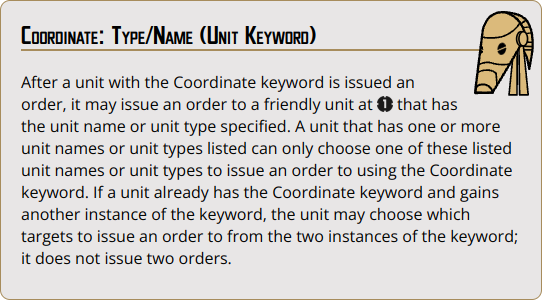 Coordinate: Type/Name (Unit Keyword)
After a unit with the Coordinate keyword is issued an
order, it may issue an order to a friendly unit at 1 that has
the unit name or unit type specified. A unit that has one or more
unit names or unit types listed can only choose one of these listed
unit names or unit types to issue an order to using the Coordinate
keyword. If a unit already has the Coordinate keyword and gains
another instance of the keyword, the unit may choose which
targets to issue an order to from the two instances of the keyword;
it does not issue two orders.